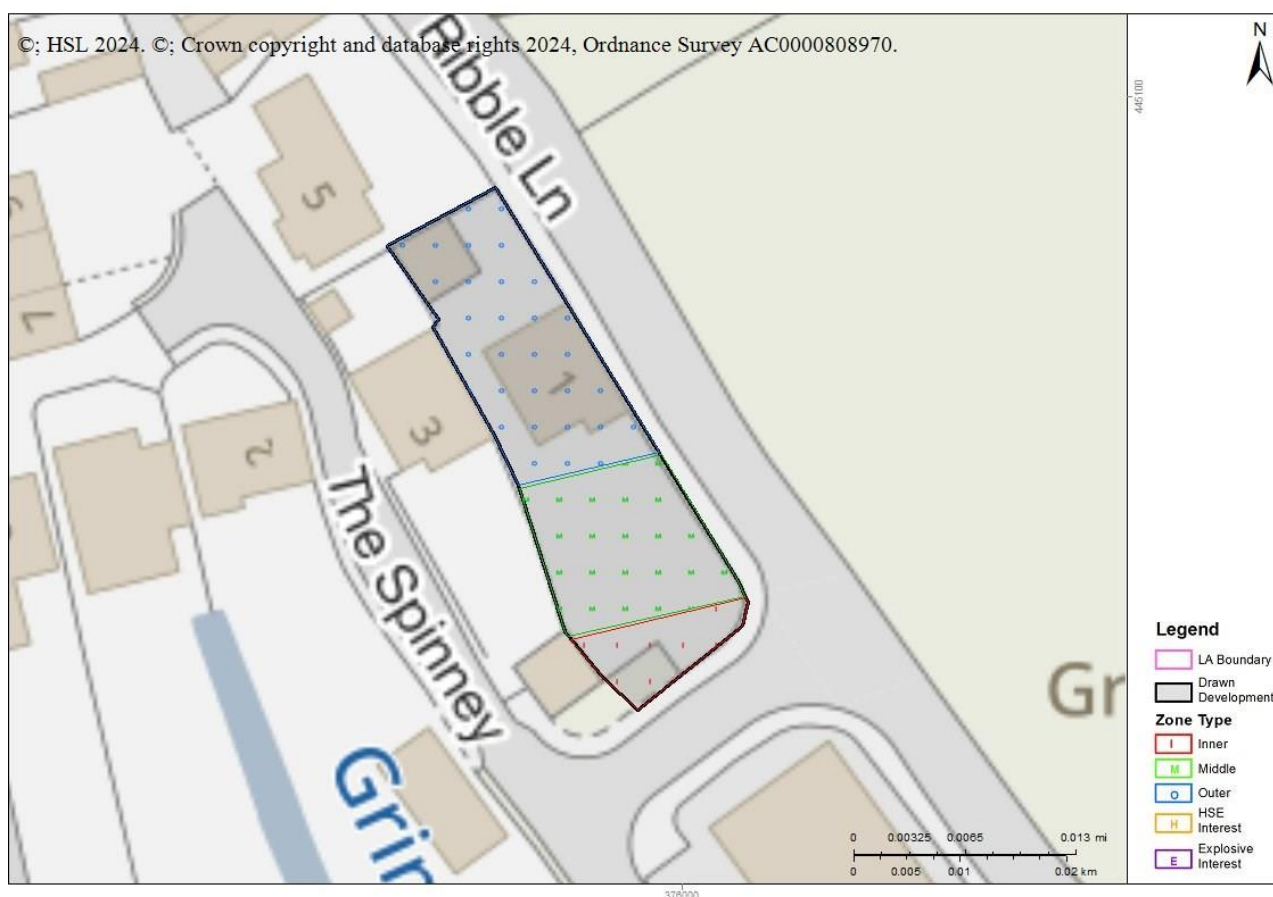 ©; HSL 2024. ©; Crown copyright and database rights 2024, Ordnance Survey AC0000808970.
N
445100
Ribble Ln
5
7
1
3
2
The Spinney
Gr
Grin
Legend
LA Boundary
Drawn
Development
Zone Type
I Inner
M Middle
O Outer
H HSE
Interest
E Explosive
Interest
0 0.00325 0.0065 0.013 mi
0 0.005 0.01 0.02 km
376000